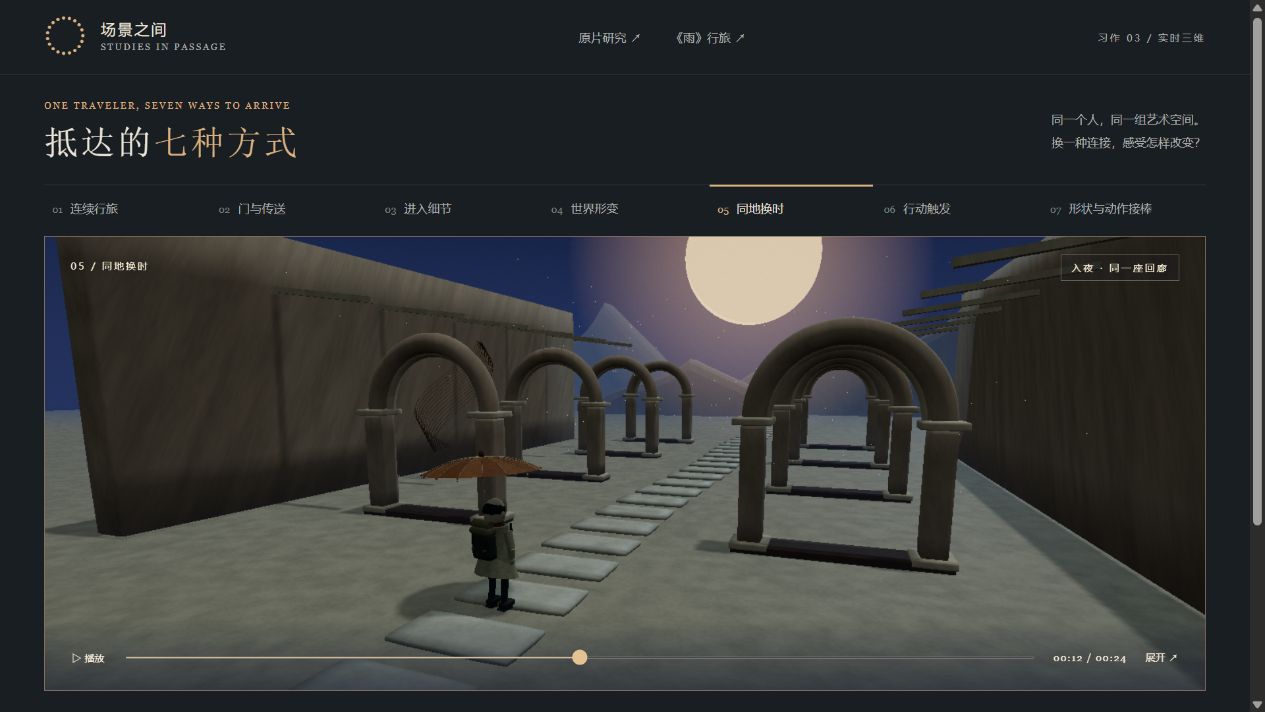 场景之间
STUDIES IN PASSAGE
原片研究 ↗
《雨》行旅 ↗
习作 03 / 实时三维
ONE TRAVELER, SEVEN WAYS TO ARRIVE
抵达的七种方式
同一个人，同一组艺术空间。
换一种连接，感受怎样改变？
01 连续行旅
02 门与传送
03 进入细节
04 世界形变
05 同地换时
06 行动触发
07 形状与动作接棒
05 / 同地换时
入夜 · 同一座回廊
▷ 播放
00:12 / 00:24
展开 ↗